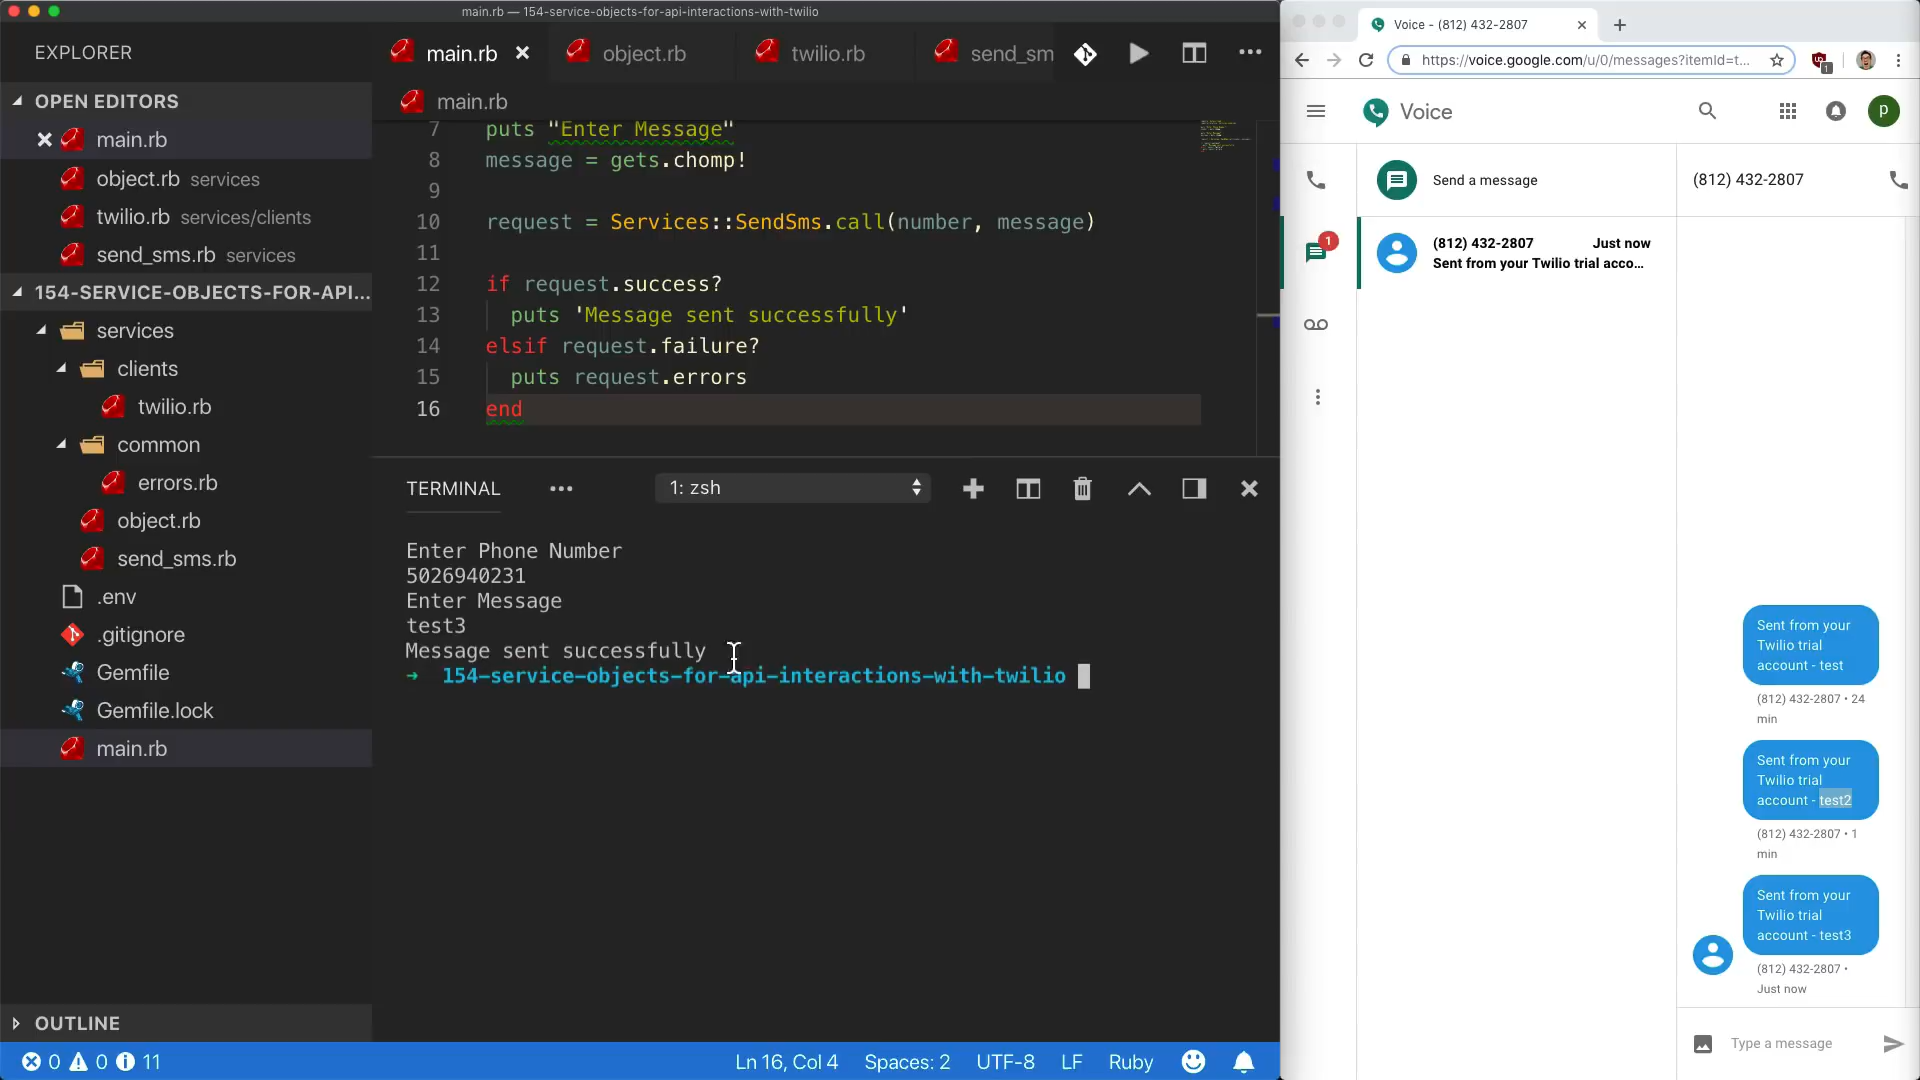 main.rb — 154-service-objects-for-api-interactions-with-twilio
EXPLORER
OPEN EDITORS
main.rb
object.rb services
twilio.rb services/clients
send_sms.rb services
154-SERVICE-OBJECTS-FOR-API...
services
clients
twilio.rb
common
errors.rb
object.rb
send_sms.rb
.env
.gitignore
Gemfile
Gemfile.lock
main.rb
OUTLINE
main.rb
object.rb
twilio.rb
send_sm
main.rb
7 puts "Enter Message"
8 message = gets.chomp!
9
10 request = Services::SendSms.call(number, message)
11
12 if request.success?
13 puts 'Message sent successfully'
14 elsif request.failure?
15 puts request.errors
16 end
TERMINAL
1: zsh
Enter Phone Number
5026940231
Enter Message
test3
Message sent successfully
➜ 154-service-objects-for-api-interactions-with-twilio
0 0 11
Ln 16, Col 4
Spaces: 2
UTF-8
LF
Ruby
Voice - (812) 432-2807
https://voice.google.com/u/0/messages?itemId=t...
1
Voice
p
Send a message
1
(812) 432-2807 Just now
Sent from your Twilio trial acco...
(812) 432-2807
Sent from your
Twilio trial
account - test
(812) 432-2807 • 24
min
Sent from your
Twilio trial
account - test2
(812) 432-2807 • 1
min
Sent from your
Twilio trial
account - test3
(812) 432-2807 •
Just now
Type a message